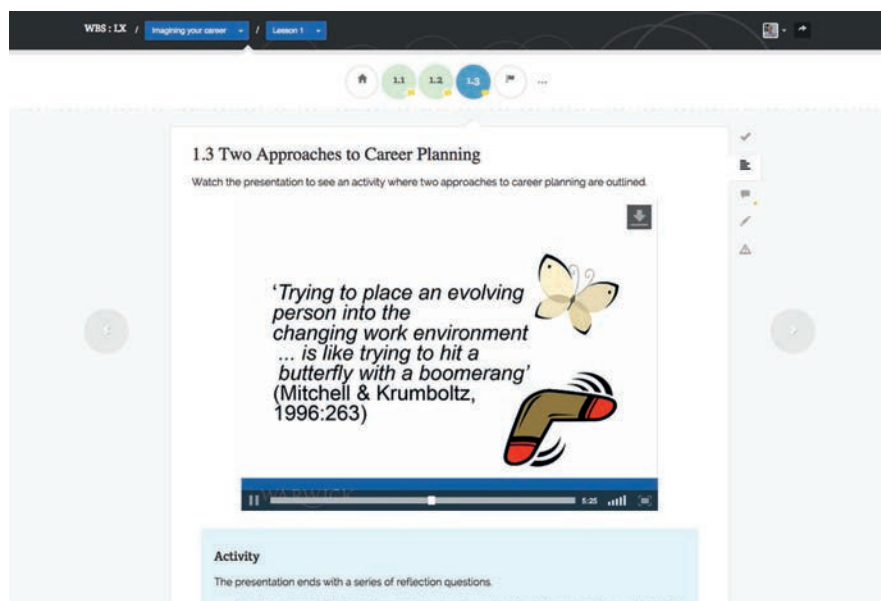 WBS : LX / Imagining your career / Lesson 1
1.1 1.2 1.3 ...
1.3 Two Approaches to Career Planning
Watch the presentation to see an activity where two approaches to career planning are outlined.
‘Trying to place an evolving
person into the
changing work environment
... is like trying to hit a
butterfly with a boomerang’
(Mitchell & Krumboltz,
1996:263)
WARWICK
5:25
Activity
The presentation ends with a series of reflection questions.